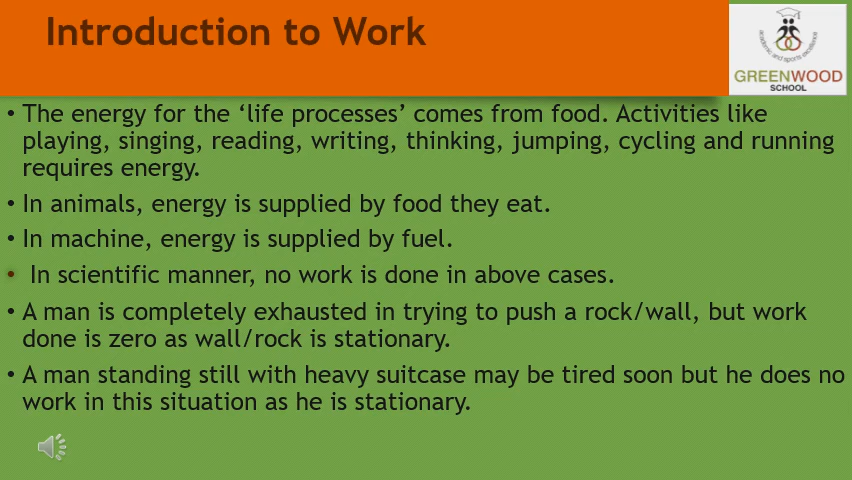 Introduction to Work
academic and sports excellence
GREENWOOD
SCHOOL
• The energy for the ‘life processes’ comes from food. Activities like
playing, singing, reading, writing, thinking, jumping, cycling and running
requires energy.
• In animals, energy is supplied by food they eat.
• In machine, energy is supplied by fuel.
• In scientific manner, no work is done in above cases.
• A man is completely exhausted in trying to push a rock/wall, but work
done is zero as wall/rock is stationary.
• A man standing still with heavy suitcase may be tired soon but he does no
work in this situation as he is stationary.